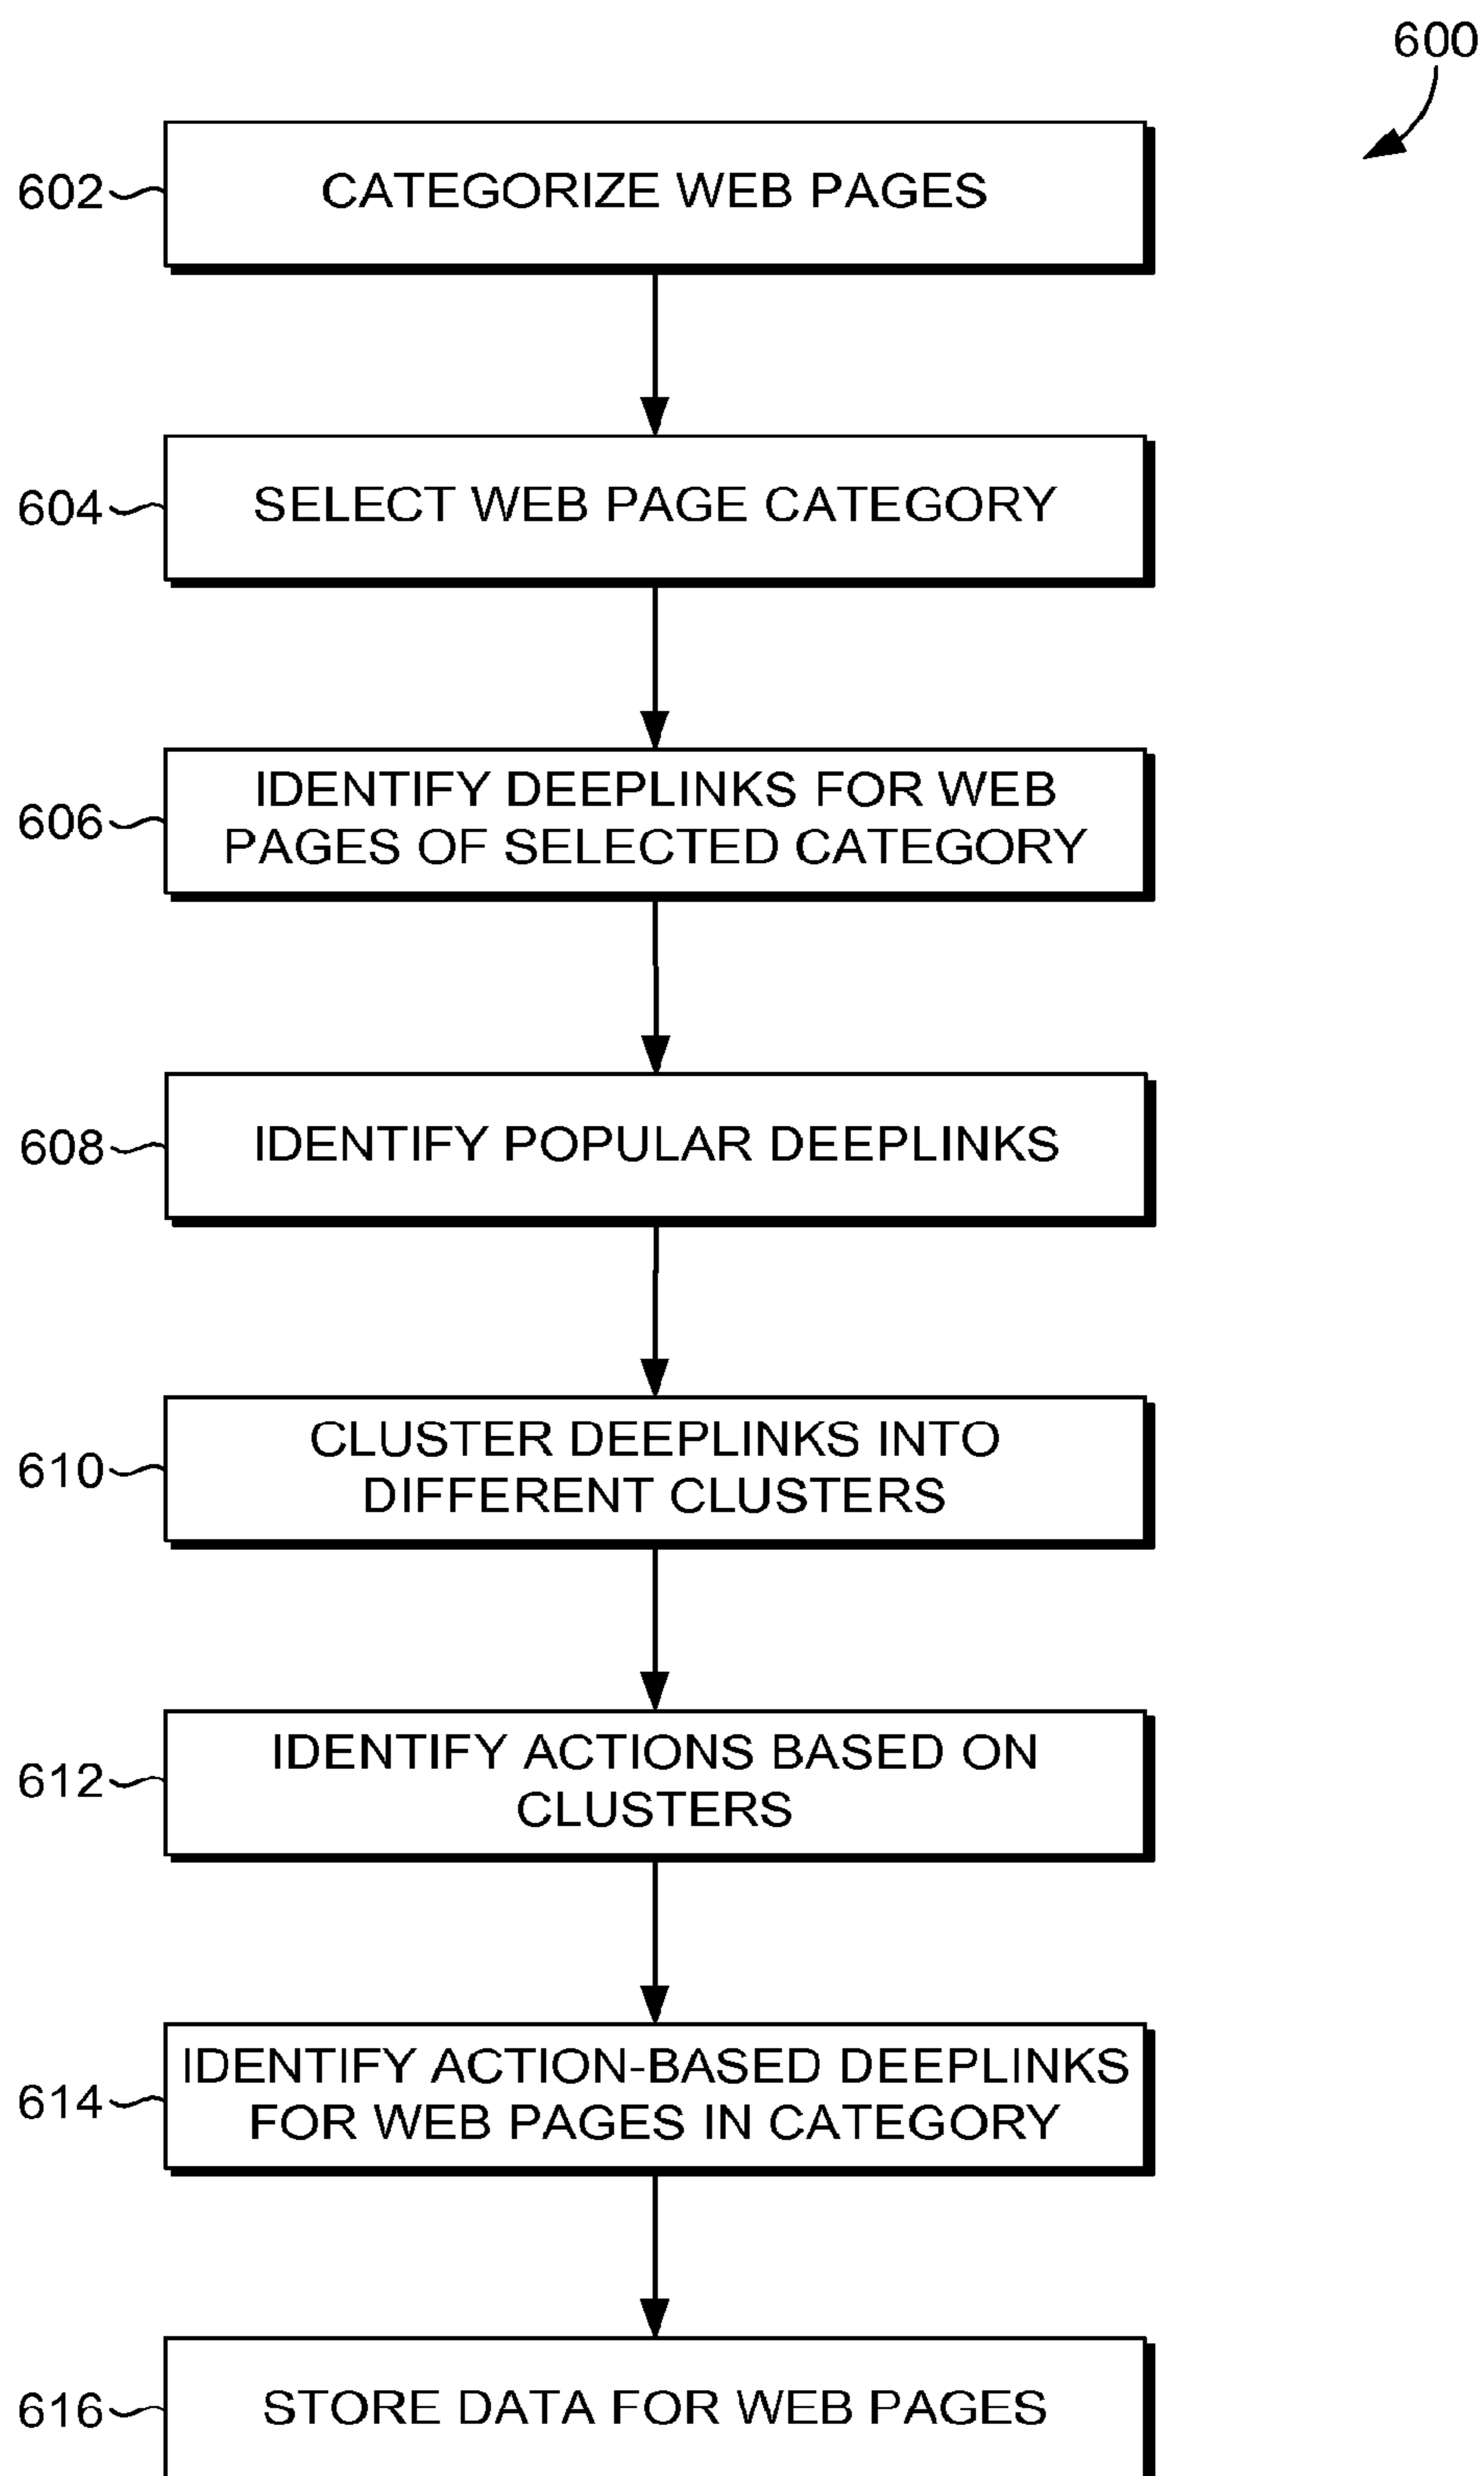 600
602
CATEGORIZE WEB PAGES
604
SELECT WEB PAGE CATEGORY
606
IDENTIFY DEEPLINKS FOR WEB
PAGES OF SELECTED CATEGORY
608
IDENTIFY POPULAR DEEPLINKS
610
CLUSTER DEEPLINKS INTO
DIFFERENT CLUSTERS
612
IDENTIFY ACTIONS BASED ON
CLUSTERS
614
IDENTIFY ACTION-BASED DEEPLINKS
FOR WEB PAGES IN CATEGORY
616
STORE DATA FOR WEB PAGES